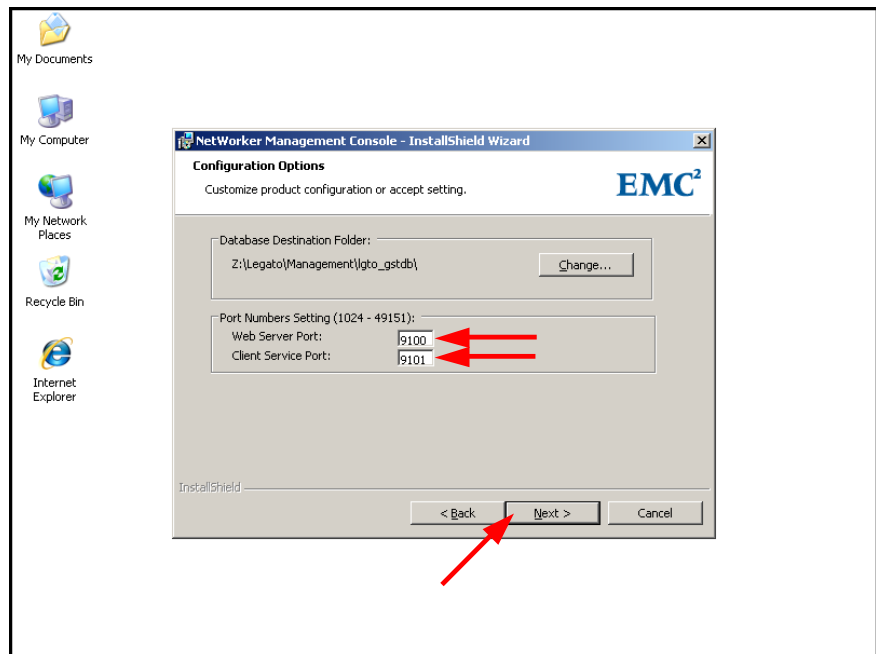 My Documents
My Computer
My Network
Places
Recycle Bin
Internet
Explorer
NetWorker Management Console - InstallShield Wizard
Configuration Options
Customize product configuration or accept setting.
EMC²
Database Destination Folder:
Z:\Legato\Management\lgto_gstdb\
Change...
Port Numbers Setting (1024 - 49151):
Web Server Port:
9100
Client Service Port:
9101
InstallShield
< Back
Next >
Cancel